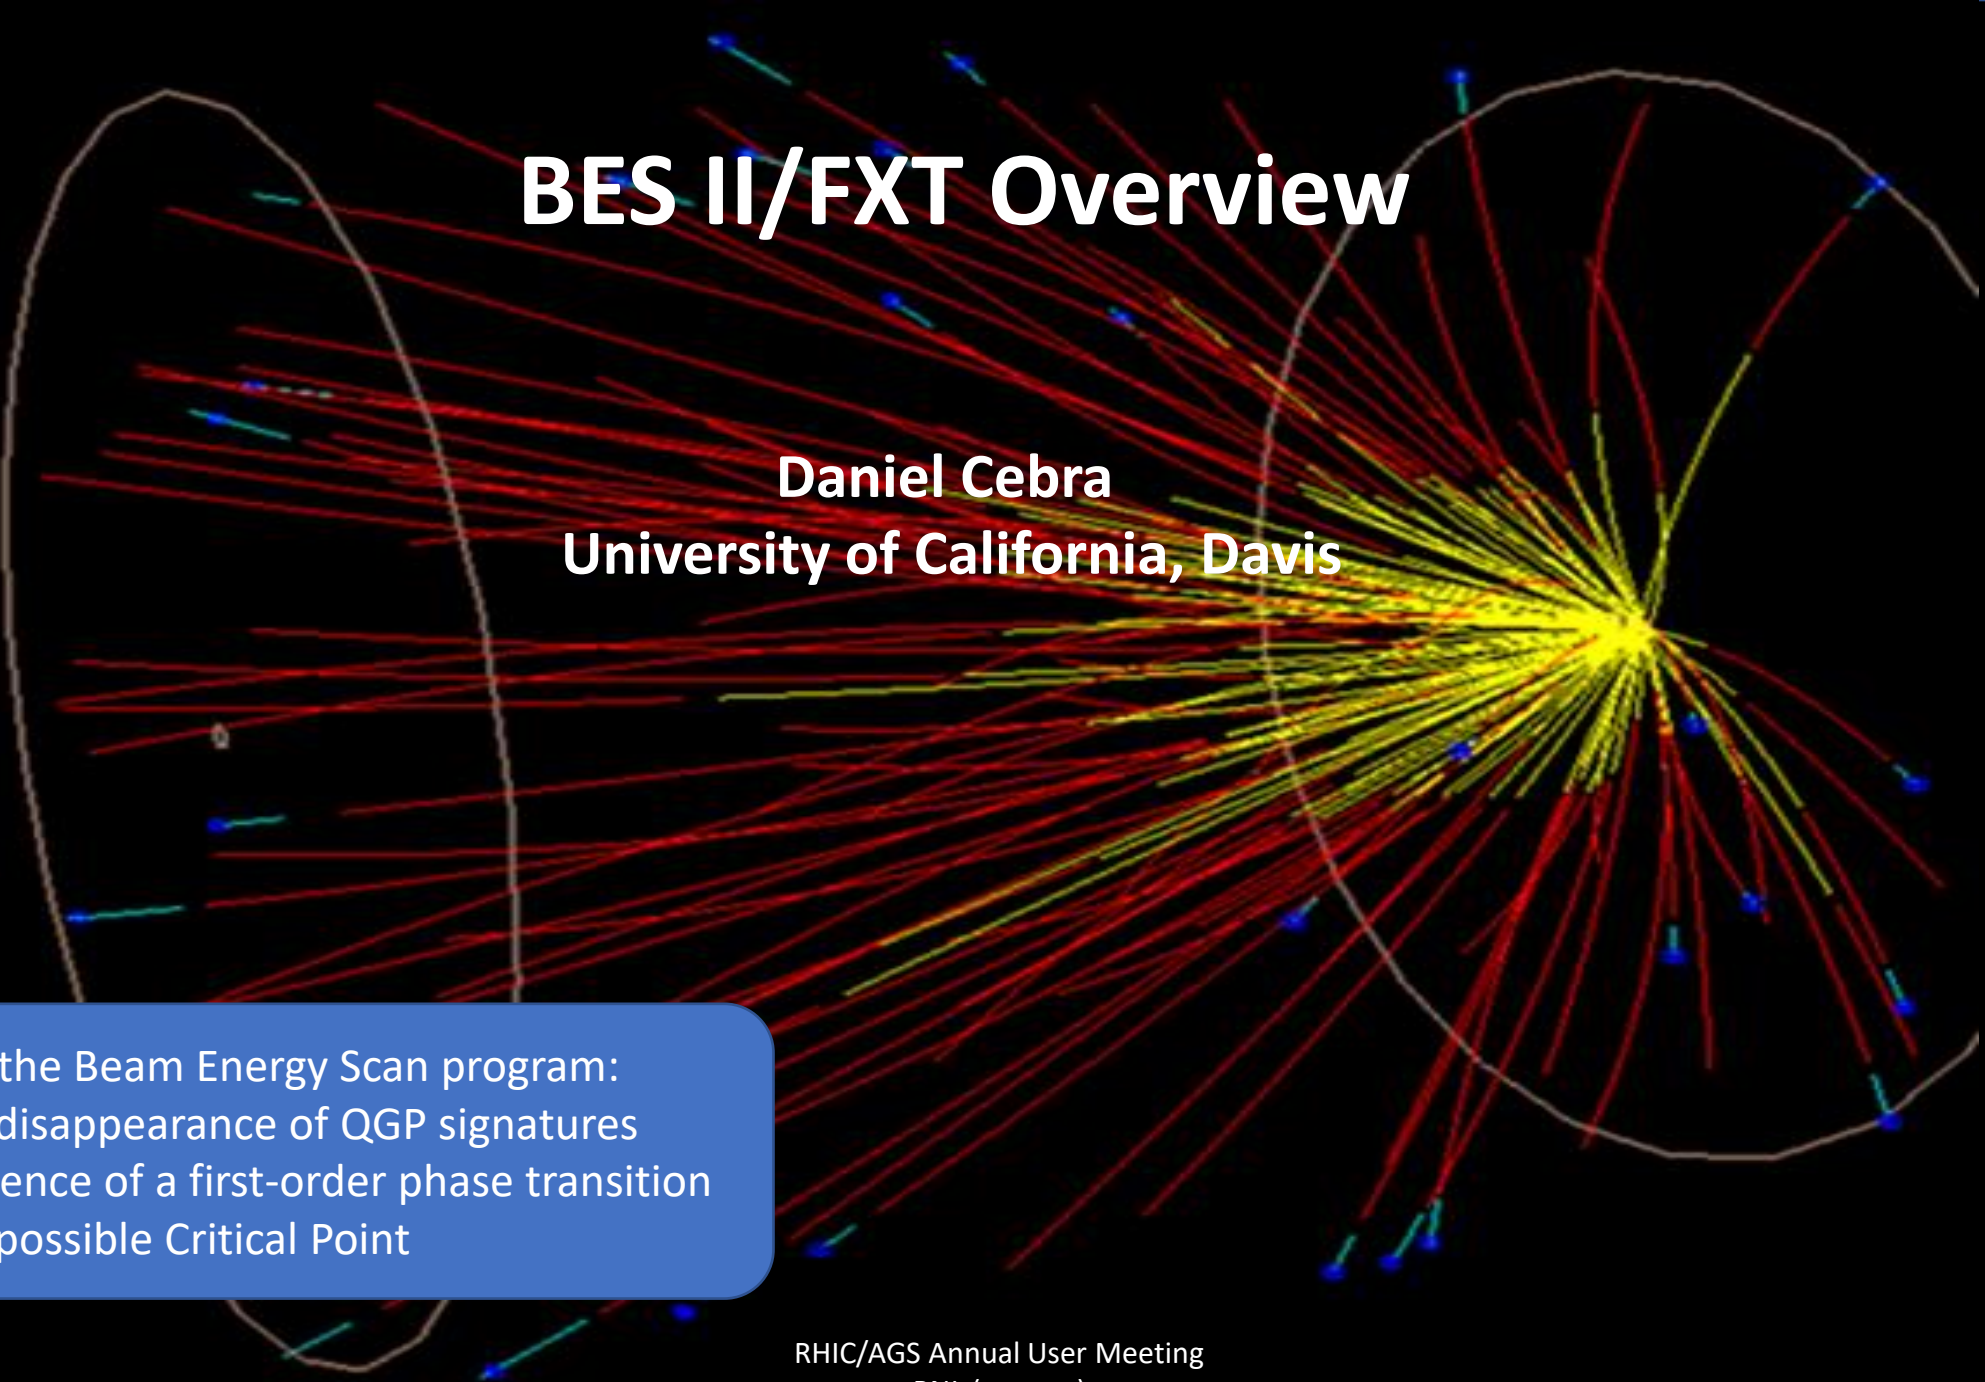 BES II/FXT Overview
Daniel Cebra
University of California, Davis
the Beam Energy Scan program:
disappearance of QGP signatures
ence of a first-order phase transition
possible Critical Point
RHIC/AGS Annual User Meeting